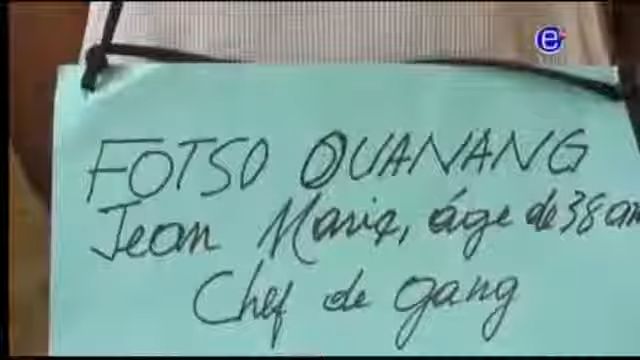 e
FOTSO OUANANG
Jean Marie, âge de 38 an
Chef de gang